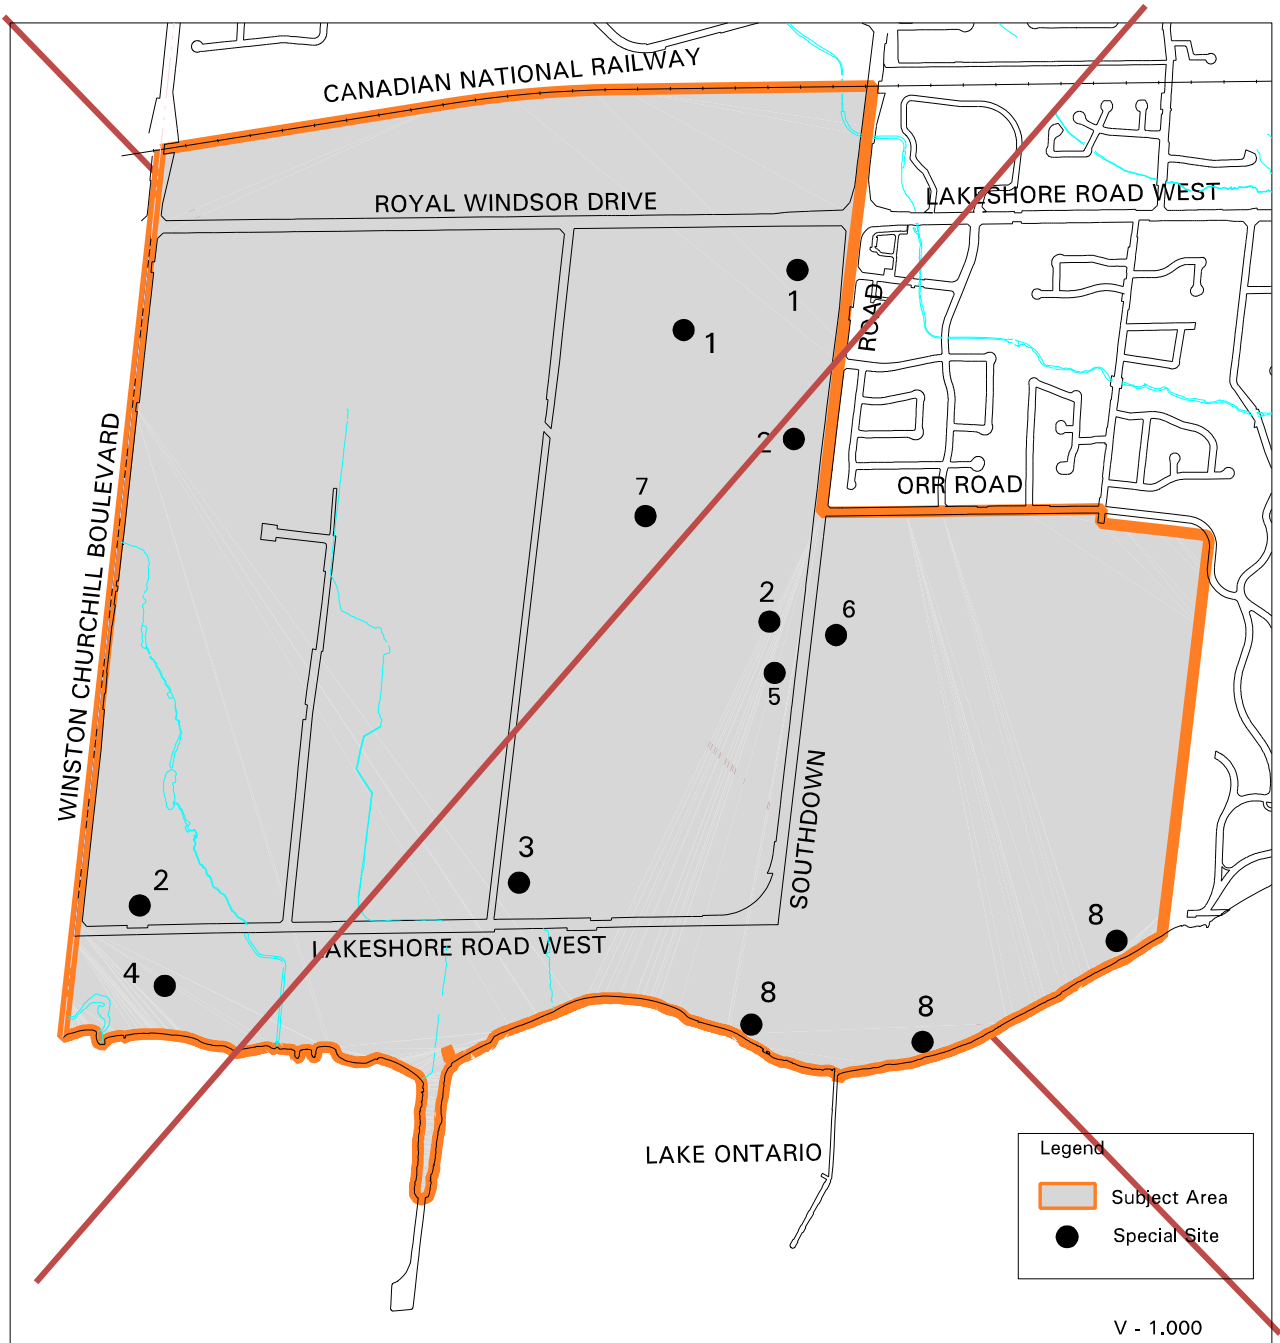 CANADIAN NATIONAL RAILWAY
LAKESHORE ROAD WEST
ROYAL WINDSOR DRIVE
1
ROAD
1
2
WINSTON CHURCHILL BOULEVARD
7
ORR ROAD
2
6
5
SOUTHDOWN
3
2
8
LAKESHORE ROAD WEST
4
8
8
LAKE ONTARIO
Legend
Subject Area
Special Site
V - 1.000